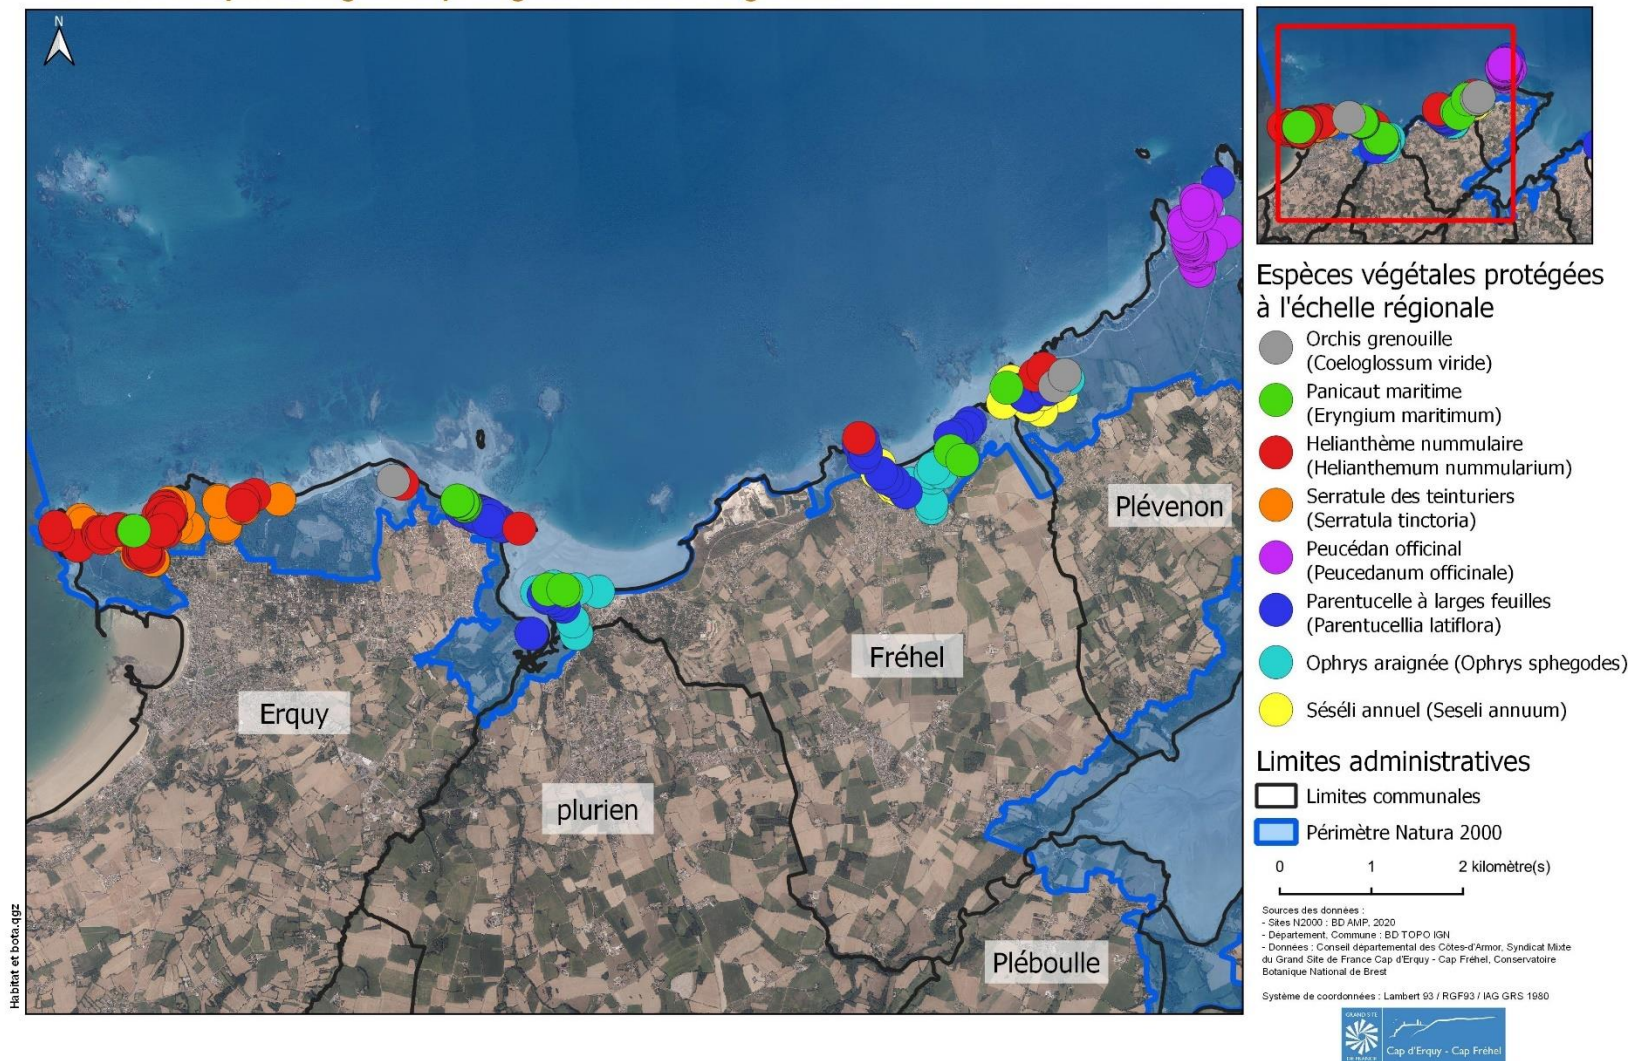 N
Erquy
plurien
Fréhel
Plévenon
Pléboulle
Habitat et bota.qgz
Espèces végétales protégées
à l'échelle régionale
Orchis grenouille
(Coeloglossum viride)
Panicaut maritime
(Eryngium maritimum)
Helianthème nummulaire
(Helianthemum nummularium)
Serratule des teinturiers
(Serratula tinctoria)
Peucédan officinal
(Peucedanum officinale)
Parentucelle à larges feuilles
(Parentucellia latiflora)
Ophrys araignée (Ophrys sphegodes)
Séséli annuel (Seseli annuum)
Limites administratives
Limites communales
Périmètre Natura 2000
0 1 2 kilomètre(s)
Sources des données :
- Sites N2000 : BD AMP, 2020
- Département, Commune : BD TOPO IGN
- Données : Conseil départemental des Côtes-d'Armor, Syndicat Mixte
du Grand Site de France Cap d'Erquy - Cap Fréhel, Conservatoire
Botanique National de Brest
Système de coordonnées : Lambert 93 / RGF93 / IAG GRS 1980
GRAND SITE
DE FRANCE
Cap d'Erquy - Cap Fréhel